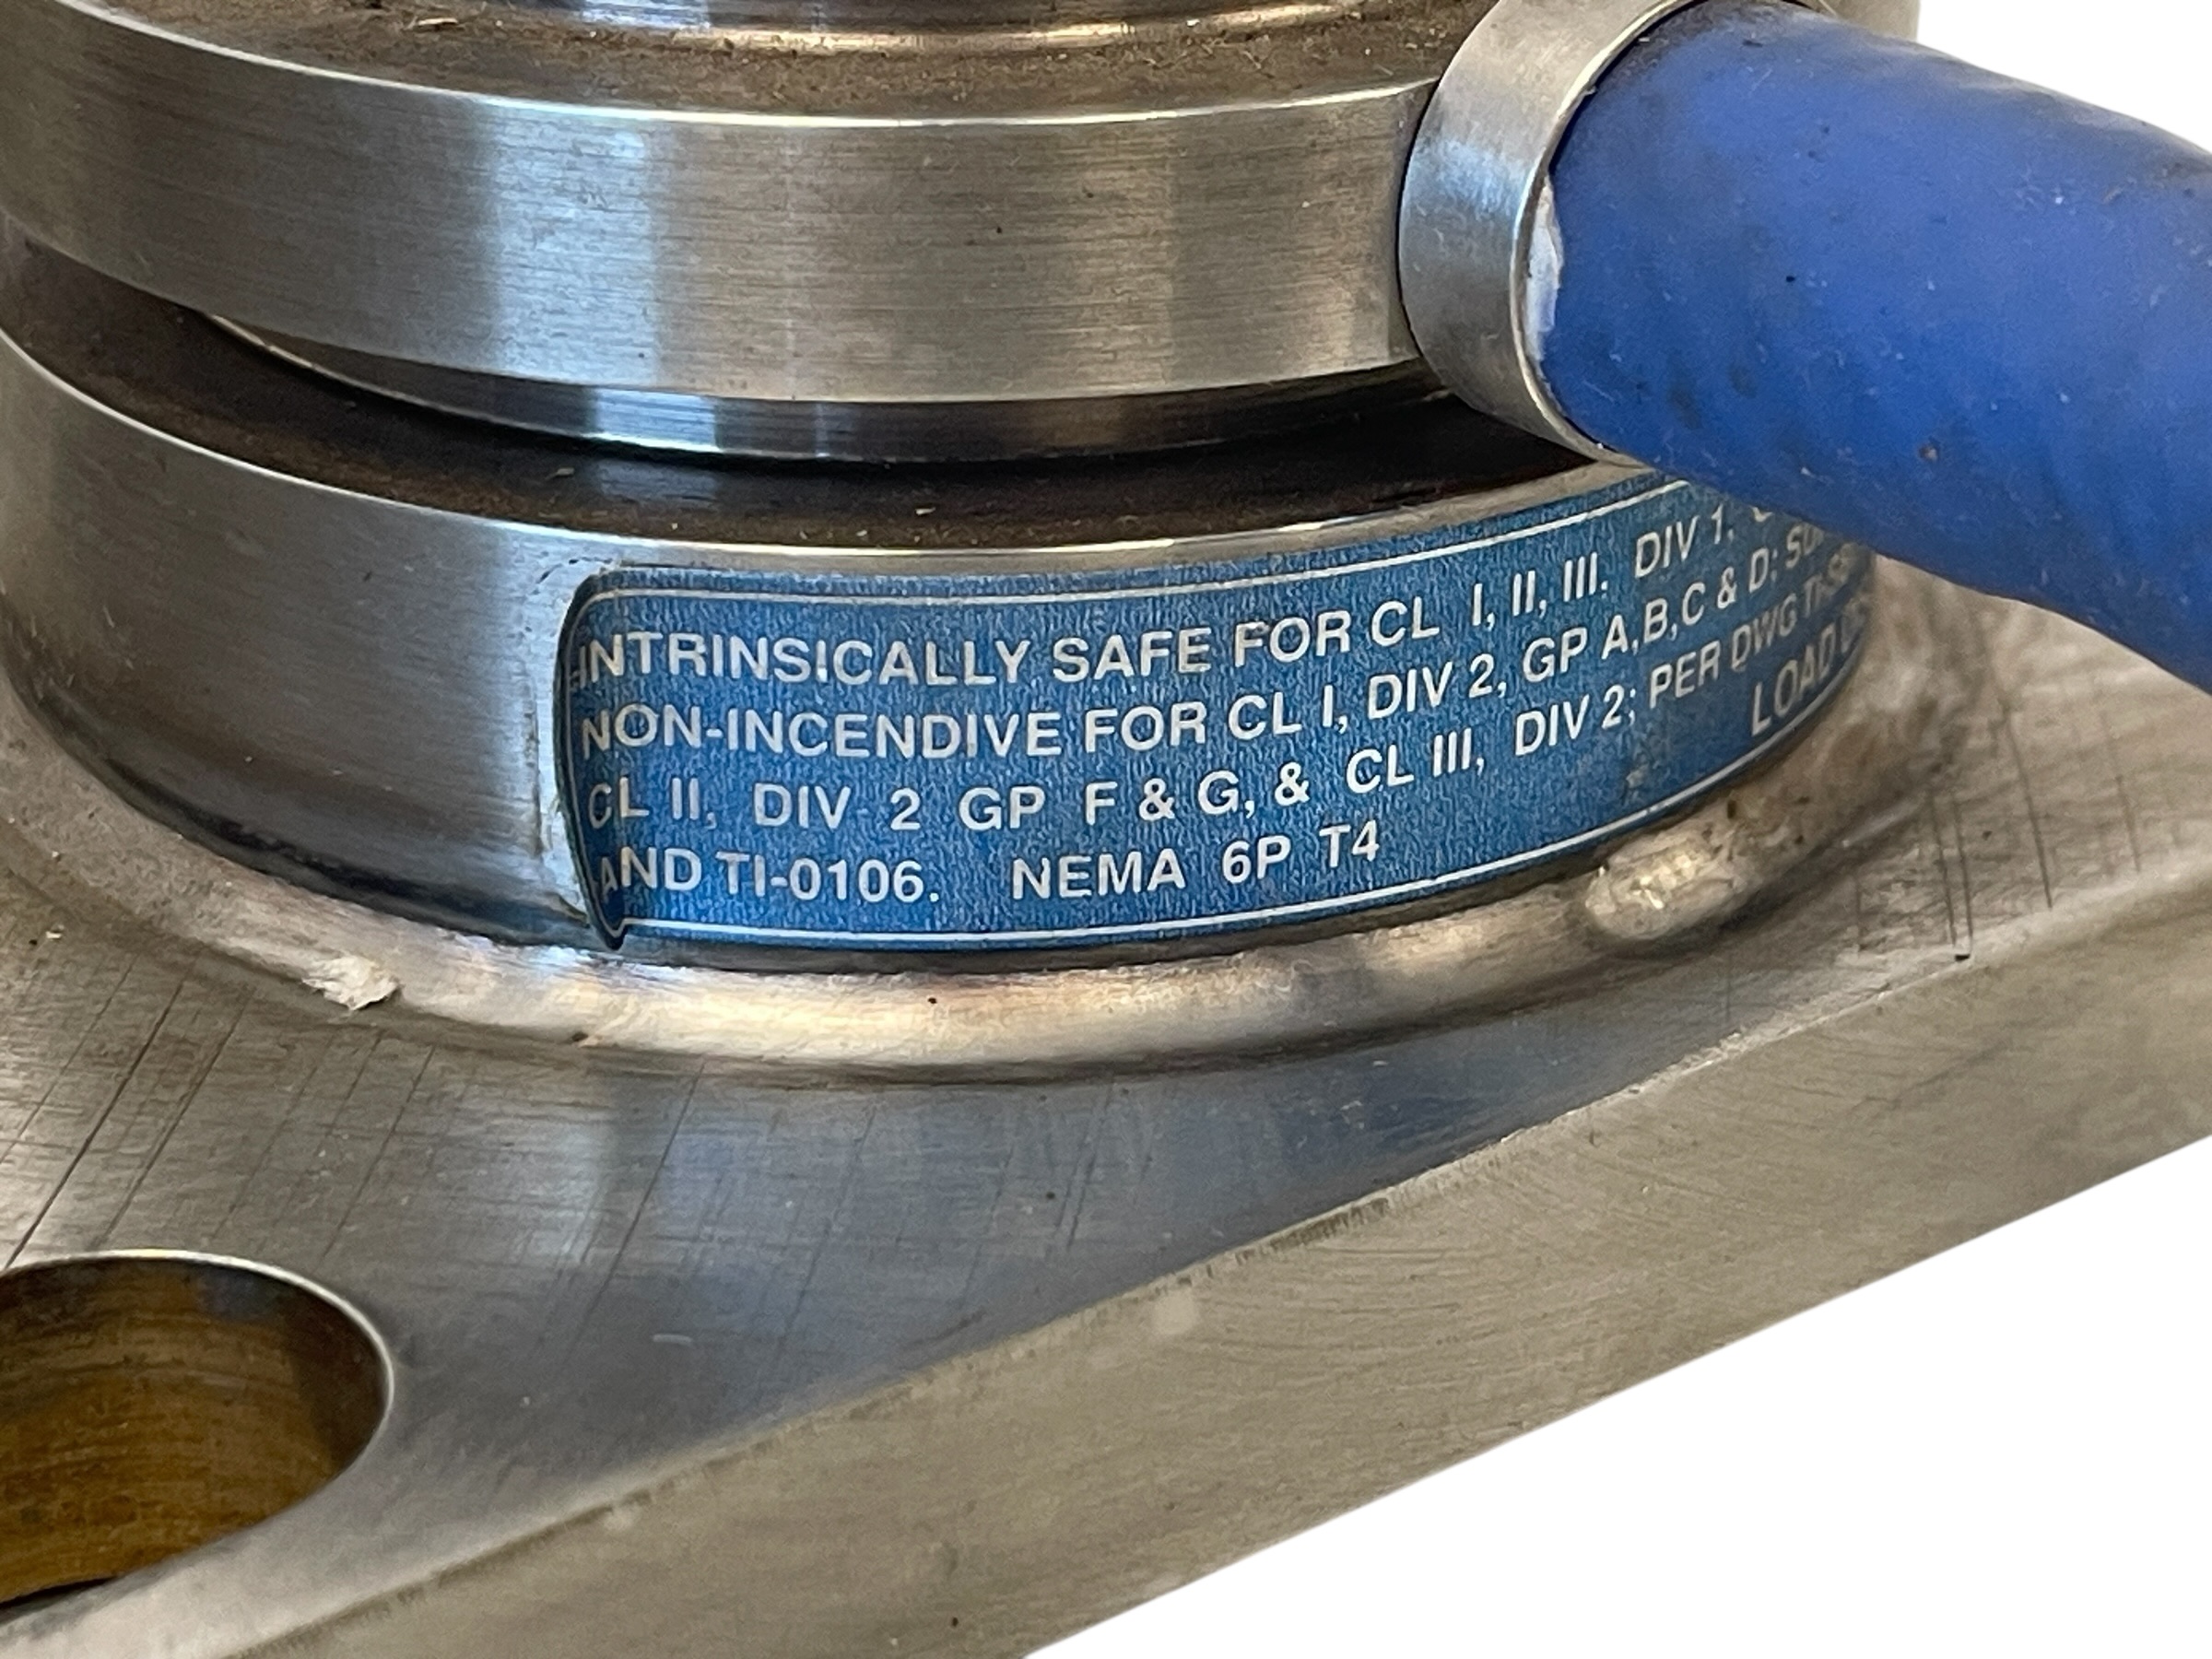 INTRINSICALLY SAFE FOR CL I, II, III, DIV 1,
NON-INCENDIVE FOR CL I, DIV 2, GP A,B,C & D;
CL II, DIV 2 GP F & G, & CL III, DIV 2; PER DWG
AND TI-0106. NEMA 6P T4 LOAD